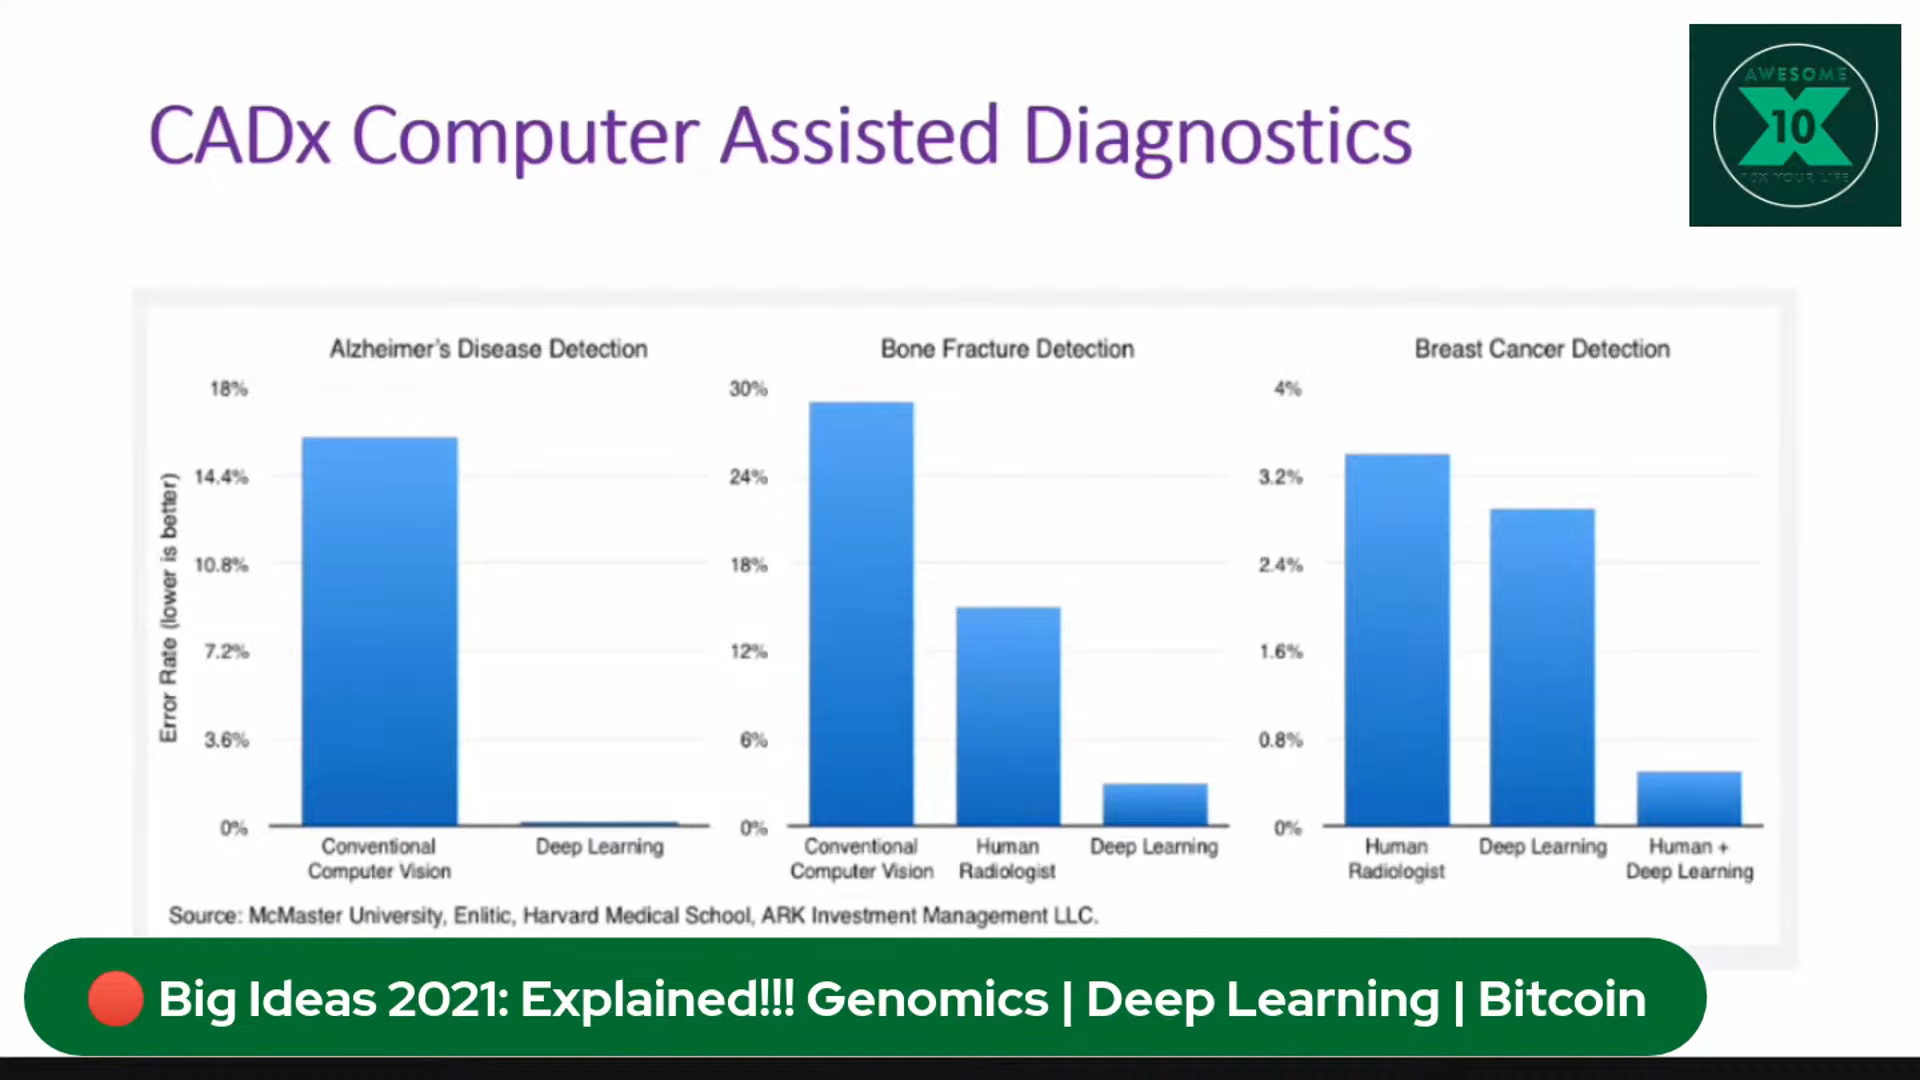 CADx Computer Assisted Diagnostics
AWESOME
10
10X YOUR LIFE
Alzheimer's Disease Detection
Bone Fracture Detection
Breast Cancer Detection
Error Rate (lower is better)
18%
14.4%
10.8%
7.2%
3.6%
0%
Conventional
Computer Vision
Deep Learning
30%
24%
18%
12%
6%
0%
Conventional
Computer Vision
Human
Radiologist
Deep Learning
4%
3.2%
2.4%
1.6%
0.8%
0%
Human
Radiologist
Deep Learning
Human +
Deep Learning
Source: McMaster University, Enlitic, Harvard Medical School, ARK Investment Management LLC.
Big Ideas 2021: Explained!!! Genomics | Deep Learning | Bitcoin